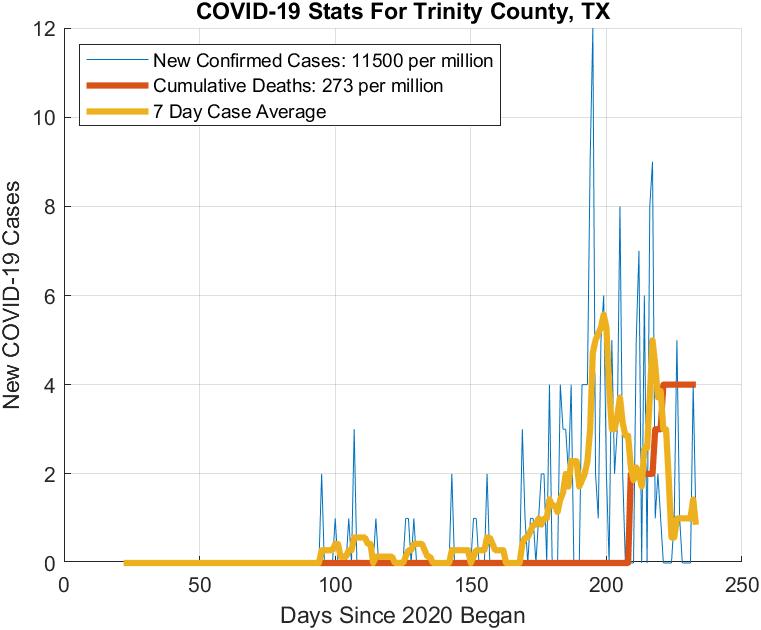 COVID-19 Stats For Trinity County, TX
New Confirmed Cases: 11500 per million
Cumulative Deaths: 273 per million
7 Day Case Average
New COVID-19 Cases
12
10
8
6
4
2
0
0 50 100 150 200 250
Days Since 2020 Began